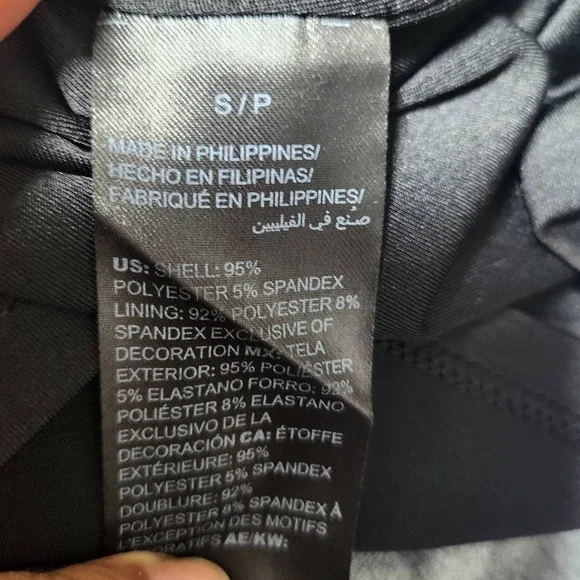 S / P
MADE IN PHILIPPINES/
HECHO EN FILIPINAS/
FABRIQUÉ EN PHILIPPINES/
صُنع في الفيليبين
US: SHELL: 95%
POLYESTER 5% SPANDEX
LINING: 92% POLYESTER 8%
SPANDEX EXCLUSIVE OF
DECORATION MX: TELA
EXTERIOR: 95% POLIÉSTER
5% ELASTANO FORRO: 92%
POLIÉSTER 8% ELASTANO
EXCLUSIVO DE LA
DECORACIÓN CA: ÉTOFFE
EXTÉRIEURE: 95%
POLYESTER 5% SPANDEX
DOUBLURE: 92%
POLYESTER 8% SPANDEX À
L'EXCEPTION DES MOTIFS
DÉCORATIFS AE/KW: